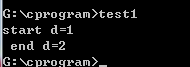 G:\cprogram>test1
start d=1
 end d=2
G:\cprogram>_